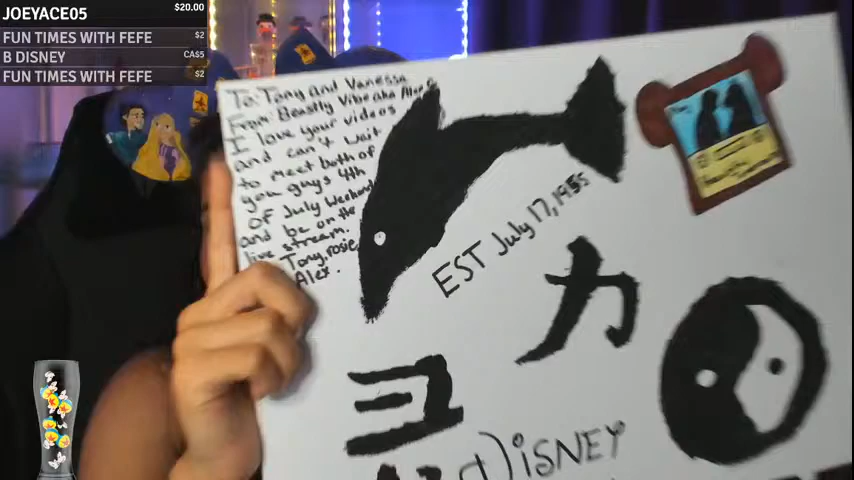 JOEYACE05 $20.00
FUN TIMES WITH FEFE $2
B DISNEY CA$5
FUN TIMES WITH FEFE $2
To: Tony and Vanessa
From: Beastly Vibe aka Alex
I love your videos
and can't wait
to meet both of
you guys 4th
OF July Weekend
and be on the
live stream.
Tony, rosie
Alex.
EST July 17, 1955
力
ヨ
DISNEY